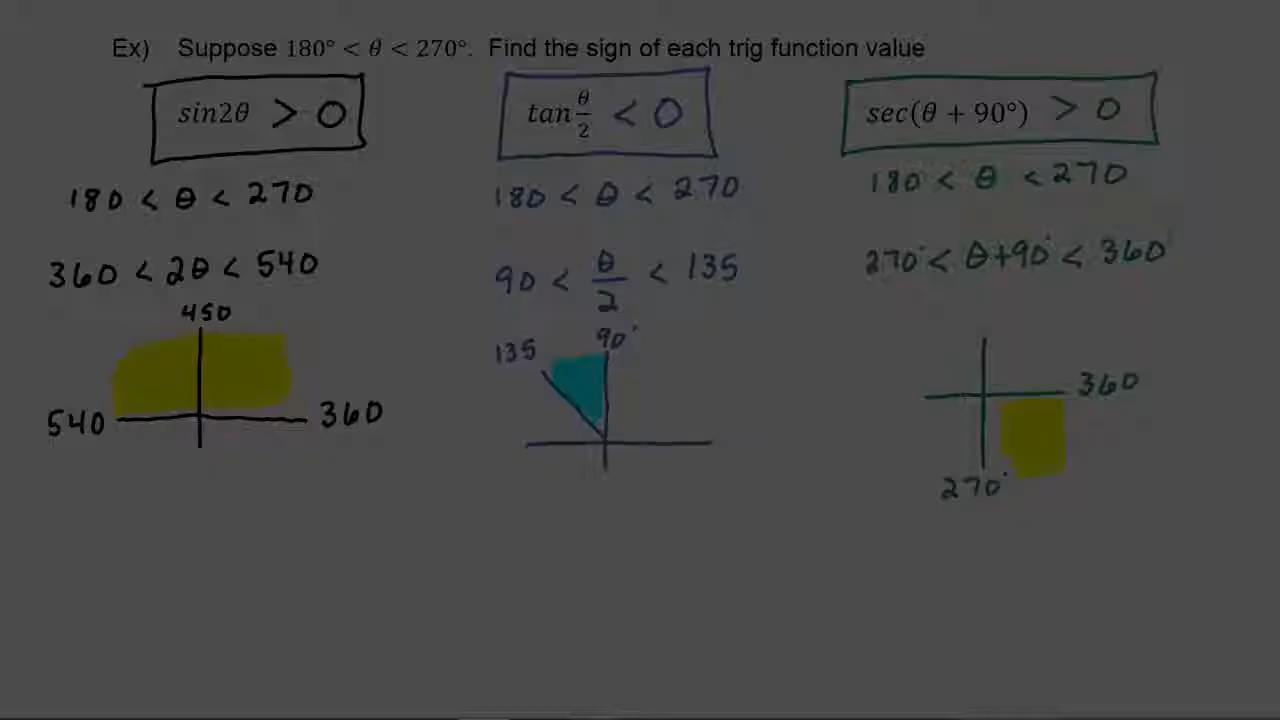 Ex) Suppose 180° < θ < 270°. Find the sign of each trig function value
sin2θ > 0
180 < θ < 270
360 < 2θ < 540
450
540 360
tan θ/2 < 0
180 < θ < 270
90 < θ/2 < 135
135 90°
sec(θ + 90°) > 0
180° < θ < 270
270° < θ+90° < 360°
360
270°